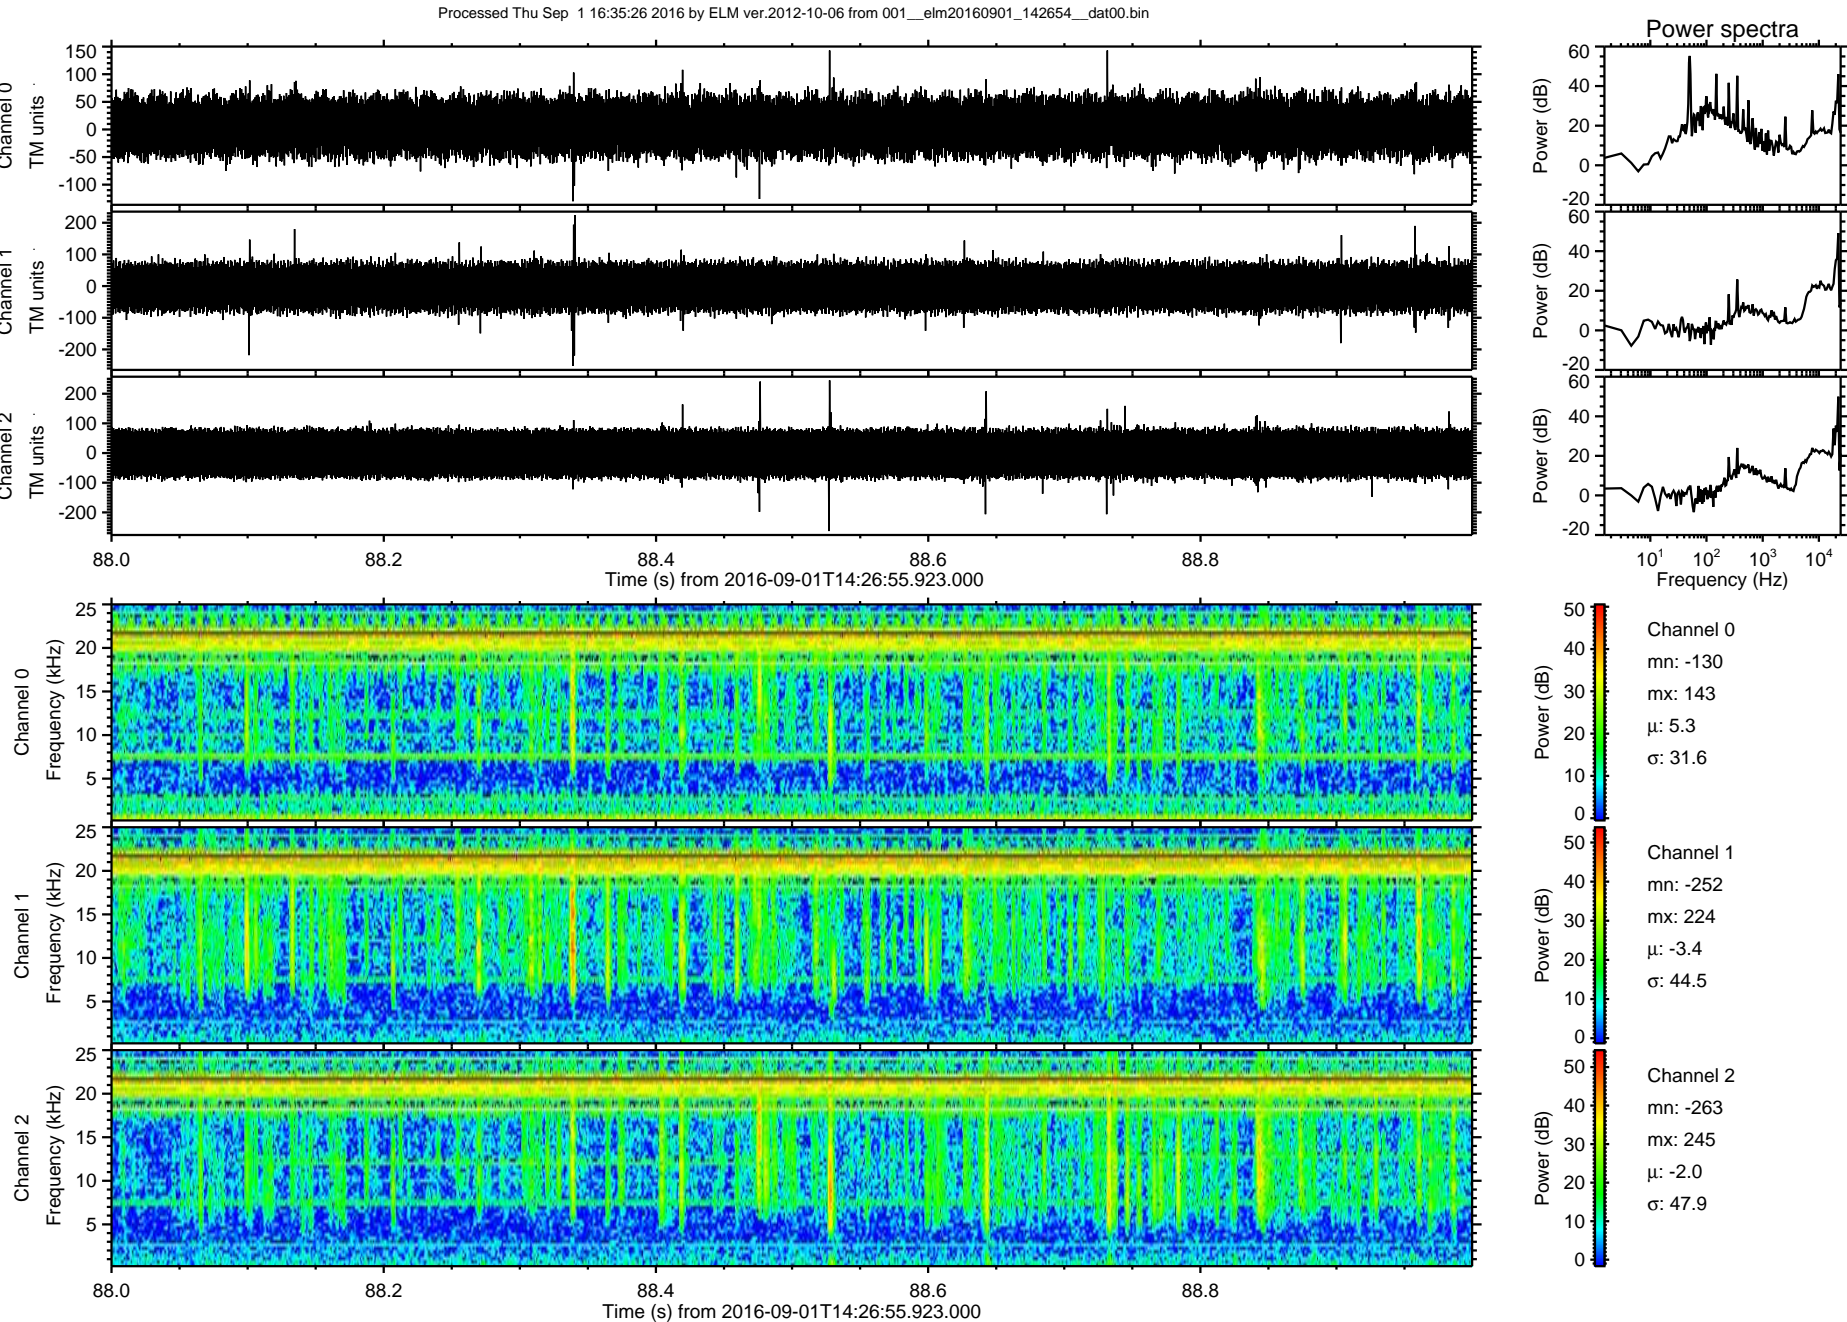 Processed Thu Sep  1 16:35:26 2016 by ELM ver.2012-10-06 from 001__elm20160901_142654__dat00.bin
Power spectra
Channel 0
TM units
150
100
50
0
-50
-100
Power (dB)
60
40
20
0
-20
Channel 1
TM units
200
100
0
-100
-200
Power (dB)
60
40
20
0
-20
Channel 2
TM units
200
100
0
-100
-200
Power (dB)
60
40
20
0
-20
88.0 88.2 88.4 88.6 88.8
Time (s) from 2016-09-01T14:26:55.923.000
10¹ 10² 10³ 10⁴
Frequency (Hz)
Channel 0
Frequency (kHz)
25
20
15
10
5
Power (dB)
50
40
30
20
10
0
Channel 0
mn: -130
mx: 143
μ: 5.3
σ: 31.6
Channel 1
Frequency (kHz)
25
20
15
10
5
Power (dB)
50
40
30
20
10
0
Channel 1
mn: -252
mx: 224
μ: -3.4
σ: 44.5
Channel 2
Frequency (kHz)
25
20
15
10
5
Power (dB)
50
40
30
20
10
0
Channel 2
mn: -263
mx: 245
μ: -2.0
σ: 47.9
88.0 88.2 88.4 88.6 88.8
Time (s) from 2016-09-01T14:26:55.923.000